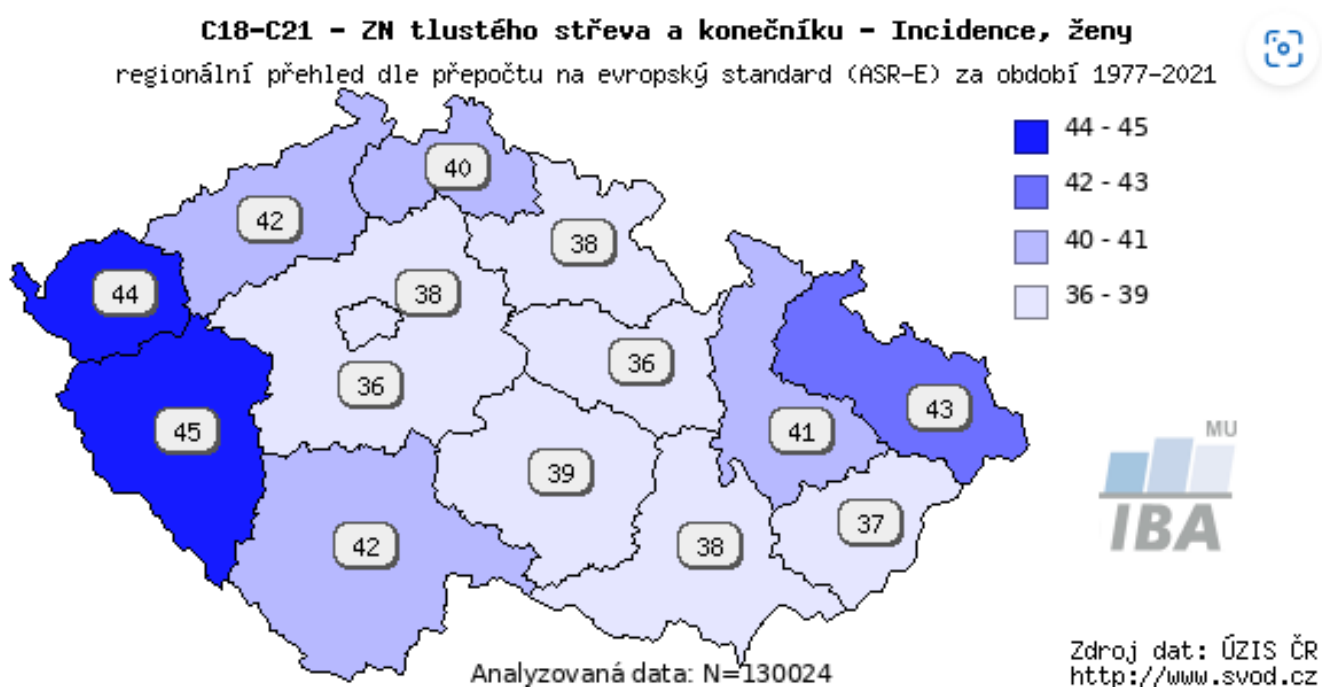 C18-C21 - ZN tlustého střeva a konečníku - Incidence, ženy
regionální přehled dle přepočtu na evropský standard (ASR-E) za období 1977-2021
44 - 45
42 - 43
40 - 41
36 - 39
40
42
38
44
38
36
36
45
43
41
39
37
42
38
MU
IBA
Analyzovaná data: N=130024
Zdroj dat: ÚZIS ČR
http://www.svod.cz